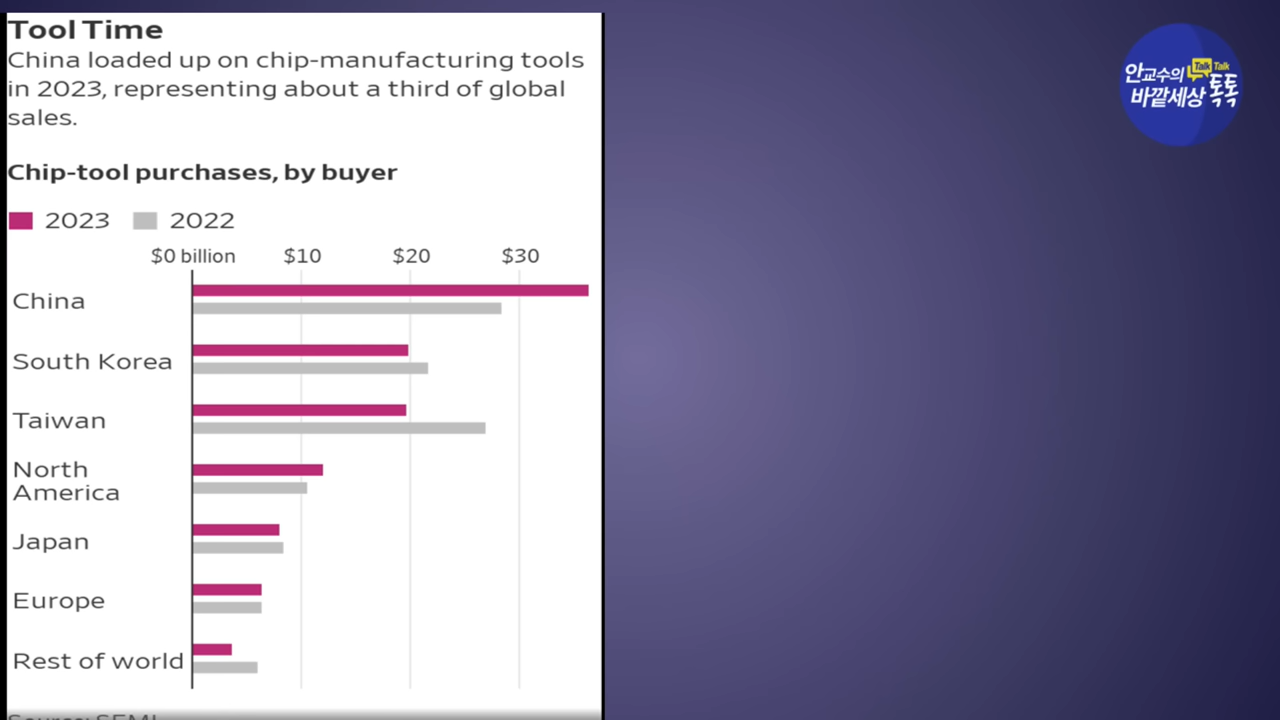 Tool Time
China loaded up on chip-manufacturing tools
in 2023, representing about a third of global
sales.
Chip-tool purchases, by buyer
2023 2022
$0 billion $10 $20 $30
China
South Korea
Taiwan
North
America
Japan
Europe
Rest of world
Source: SEMI
안교수의 Talk Talk
바깥세상 톡톡